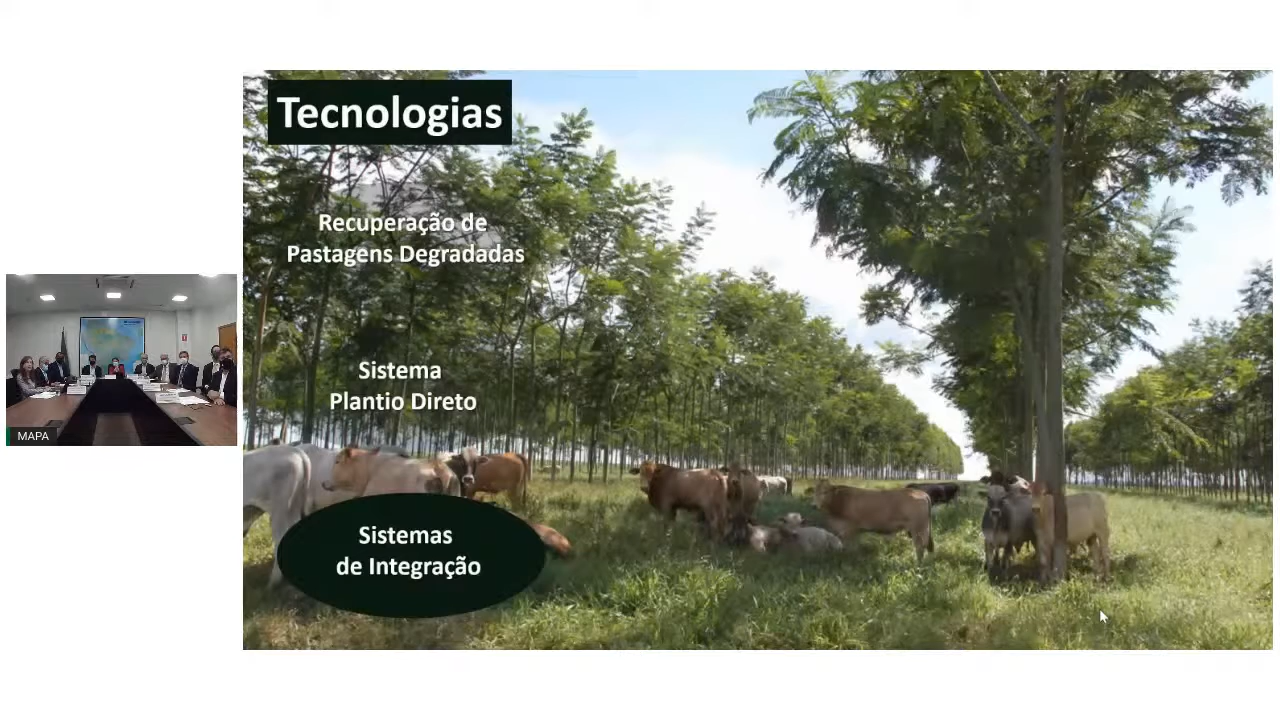 Tecnologias
Recuperação de
Pastagens Degradadas
Sistema
Plantio Direto
Sistemas
de Integração
MAPA